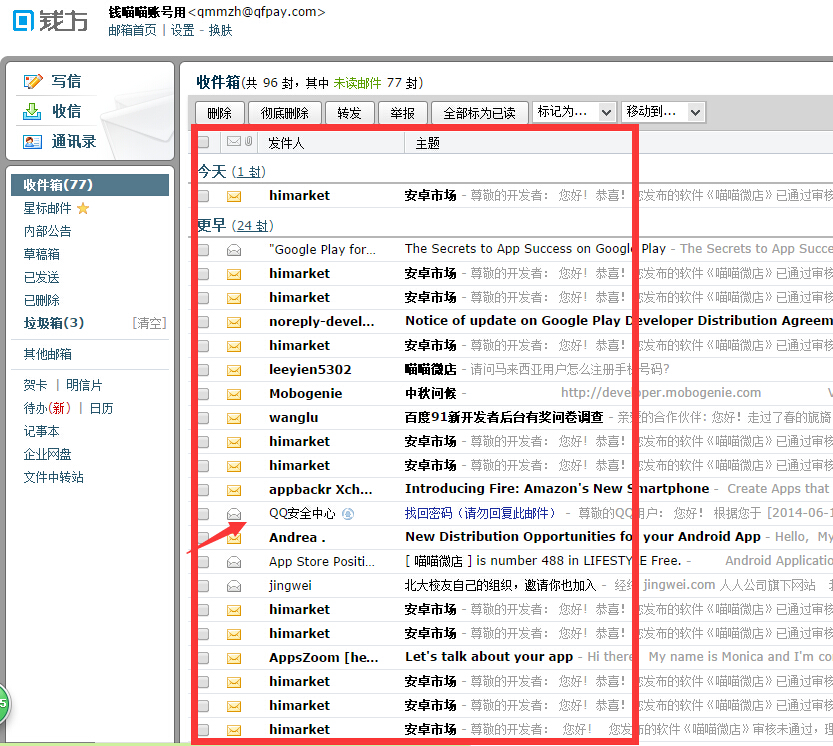 钱方
钱喵喵账号用<qmmzh@qfpay.com>
邮箱首页 | 设置 - 换肤
写信
收信
通讯录
收件箱(77)
星标邮件
内部公告
草稿箱
已发送
已删除
垃圾箱(3) [清空]
其他邮箱
贺卡 | 明信片
待办(新) | 日历
记事本
企业网盘
文件中转站
收件箱(共 96 封，其中 未读邮件 77 封)
删除 彻底删除 转发 举报 全部标为已读 标记为... 移动到...
发件人 主题
今天 (1 封)
himarket 安卓市场 - 尊敬的开发者： 您好！ 恭喜！ 您发布的软件《喵喵微店》已通过审核
更早 (24 封)
"Google Play for... The Secrets to App Success on Google Play - The Secrets to App Succe
himarket 安卓市场 - 尊敬的开发者： 您好！ 恭喜！ 您发布的软件《喵喵微店》已通过审核
himarket 安卓市场 - 尊敬的开发者： 您好！ 恭喜！ 您发布的软件《喵喵微店》已通过审核
noreply-devel... Notice of update on Google Play Developer Distribution Agreem
himarket 安卓市场 - 尊敬的开发者： 您好！ 恭喜！ 您发布的软件《喵喵微店》已通过审核
leeyien5302 喵喵微店 - 请问马来西亚用户怎么注册手机号码?
Mobogenie 中秋问候 - http://developer.mobogenie.com V
wanglu 百度91新开发者后台有奖问卷调查 - 亲爱的合作伙伴：您好！走过了春的旎旖
himarket 安卓市场 - 尊敬的开发者： 您好！ 恭喜！ 您发布的软件《喵喵微店》已通过审核
himarket 安卓市场 - 尊敬的开发者： 您好！ 恭喜！ 您发布的软件《喵喵微店》已通过审核
appbackr Xch... Introducing Fire: Amazon's New Smartphone - Create Apps that
QQ安全中心 找回密码（请勿回复此邮件） - 尊敬的QQ用户： 您好！ 根据您于 [2014-06-1
Andrea . New Distribution Opportunities for your Android App - Hello, My
App Store Positi... [ 喵喵微店 ] is number 488 in LIFESTYLE Free. - Android Applicatio
jingwei 北大校友自己的组织，邀请你也加入 - 经纬 jingwei.com 人人公司旗下网站
himarket 安卓市场 - 尊敬的开发者： 您好！ 恭喜！ 您发布的软件《喵喵微店》已通过审核
himarket 安卓市场 - 尊敬的开发者： 您好！ 恭喜！ 您发布的软件《喵喵微店》已通过审核
AppsZoom [he... Let's talk about your app - Hi there My name is Monica and I'm co
himarket 安卓市场 - 尊敬的开发者： 您好！ 恭喜！ 您发布的软件《喵喵微店》已通过审核
himarket 安卓市场 - 尊敬的开发者： 您好！ 恭喜！ 您发布的软件《喵喵微店》已通过审核
himarket 安卓市场 - 尊敬的开发者： 您好！ 您发布的软件《喵喵微店》审核未通过，理